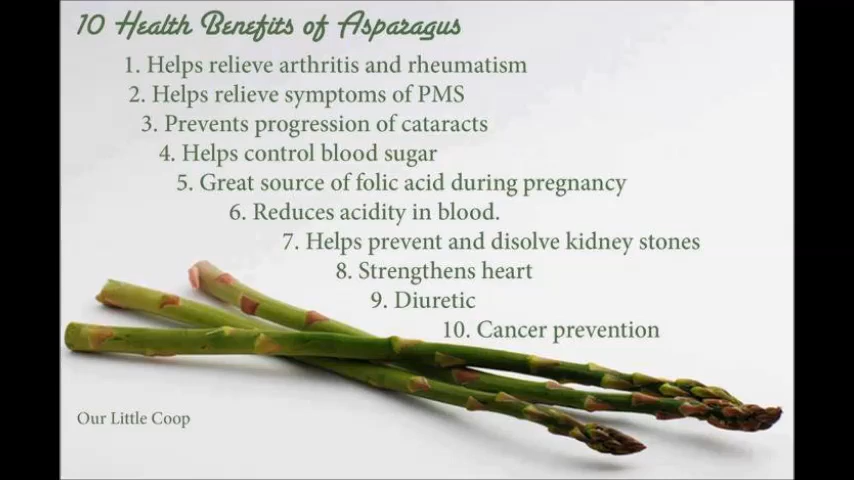 10 Health Benefits of Asparagus
1. Helps relieve arthritis and rheumatism
2. Helps relieve symptoms of PMS
3. Prevents progression of cataracts
4. Helps control blood sugar
5. Great source of folic acid during pregnancy
6. Reduces acidity in blood.
7. Helps prevent and disolve kidney stones
8. Strengthens heart
9. Diuretic
10. Cancer prevention
Our Little Coop